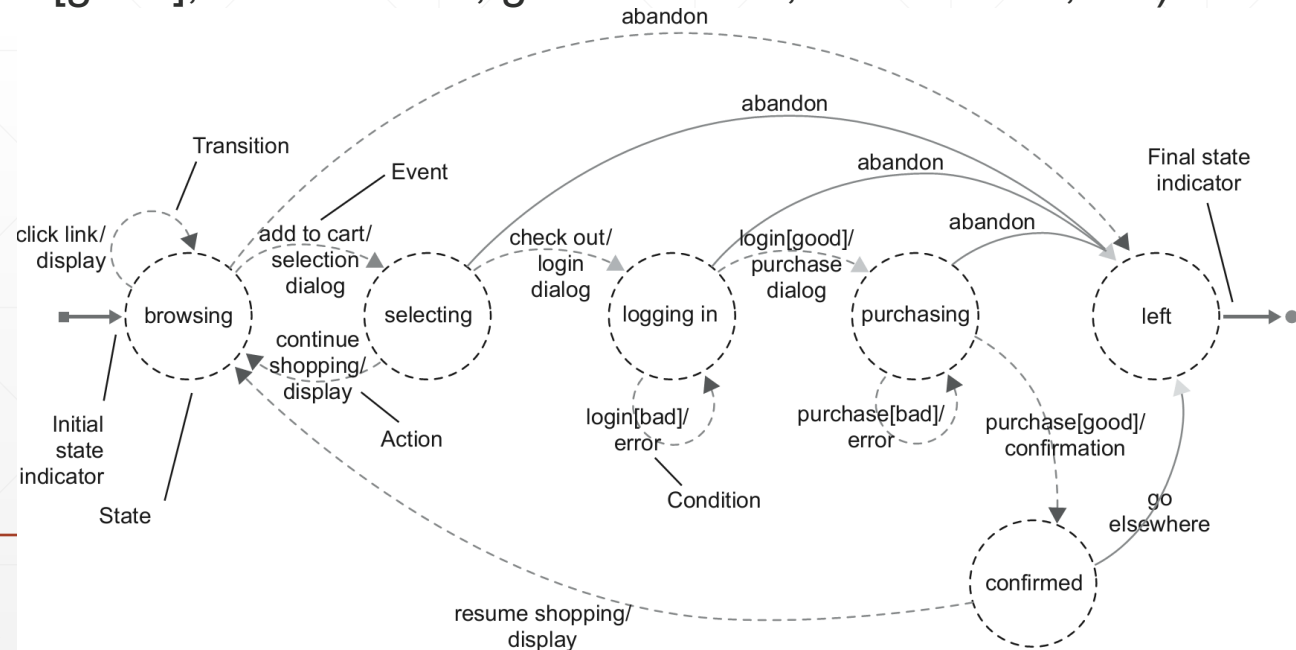 abandon
abandon
Transition
Final state
indicator
abandon
Event
abandon
click link/
display
add to cart/
selection
dialog
check out/
login
dialog
login[good]/
purchase
dialog
browsing
selecting
logging in
purchasing
left
continue
shopping/
display
Initial
state
indicator
Action
login[bad]/
error
purchase[bad]/
error
purchase[good]/
confirmation
Condition
State
go
elsewhere
confirmed
resume shopping/
display